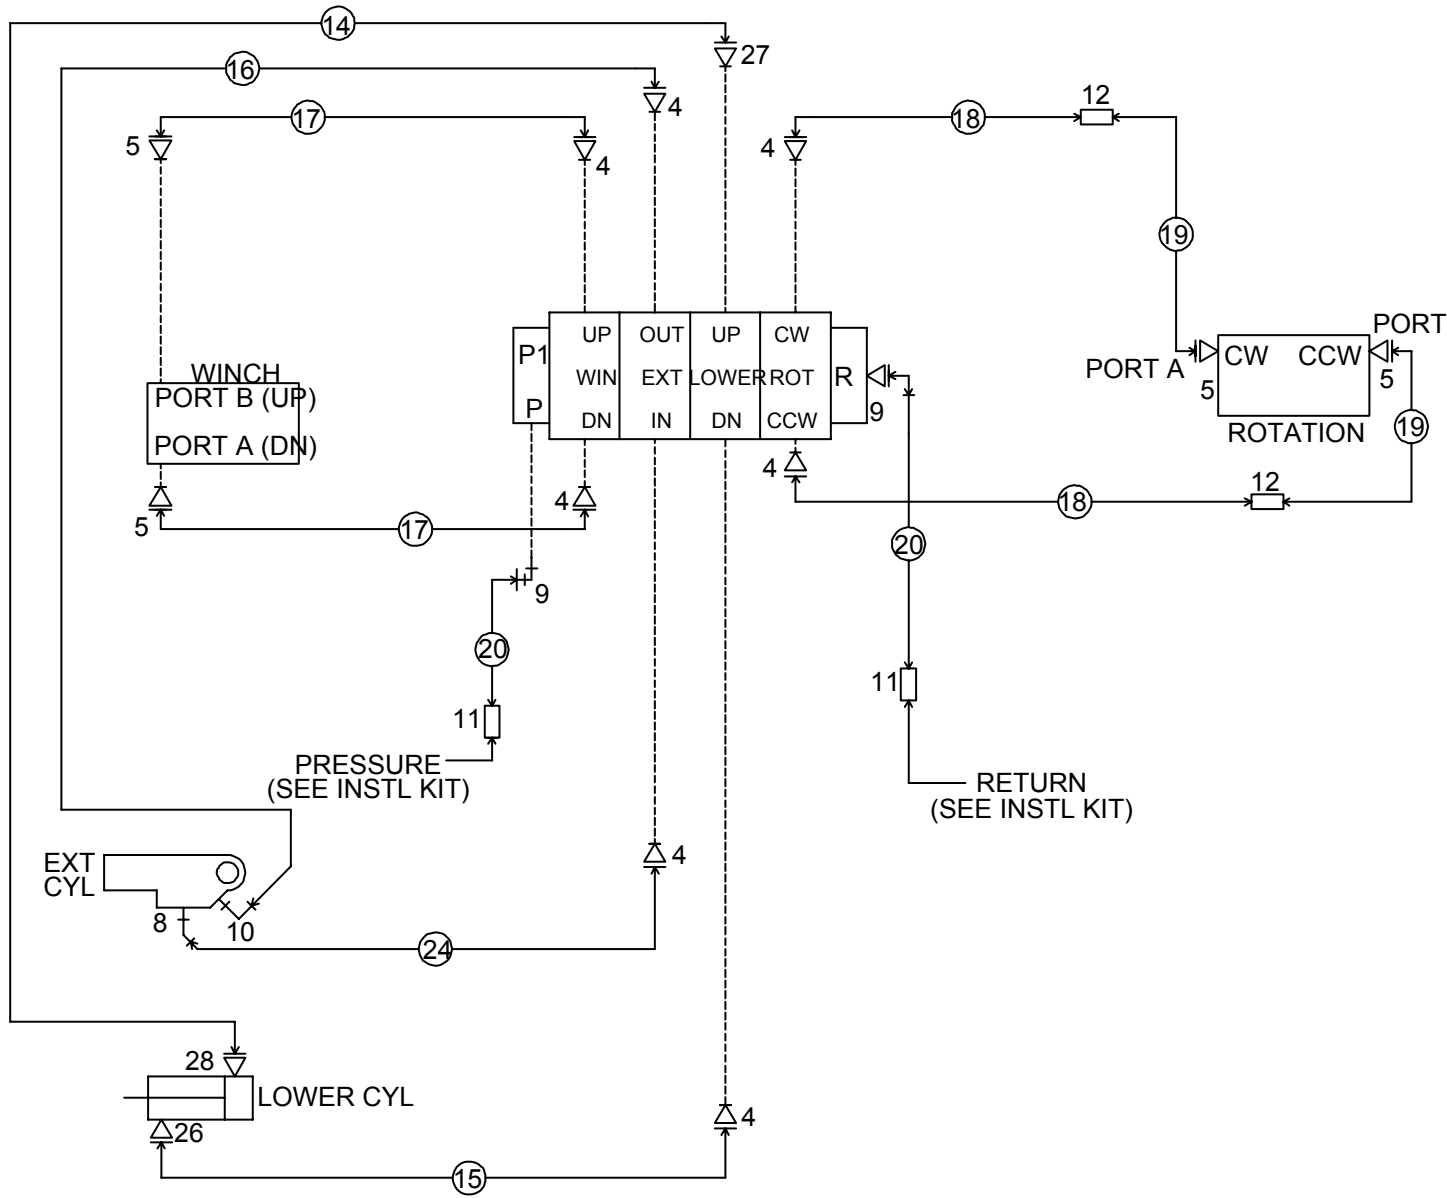 14
27
16
4
17
5
4
4
18
12
19
P1
P
UP
WIN
DN
OUT
EXT
IN
UP
LOWER
DN
CW
ROT
CCW
R
9
WINCH
PORT B (UP)
PORT A (DN)
5
17
4
4
18
12
PORT A
5
CW
CCW
PORT
5
ROTATION
19
9
20
11
PRESSURE
(SEE INSTL KIT)
20
11
RETURN
(SEE INSTL KIT)
EXT
CYL
8
10
24
4
28
LOWER CYL
26
15
4